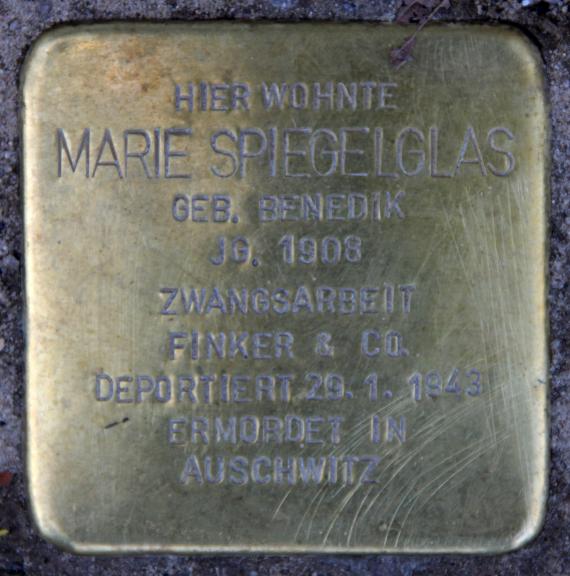 HIER WOHNTE
MARIE SPIEGELGLAS
GEB. BENEDIK
JG. 1908
ZWANGSARBEIT
FINKER & CO.
DEPORTIERT 29. 1. 1943
ERMORDET IN
AUSCHWITZ